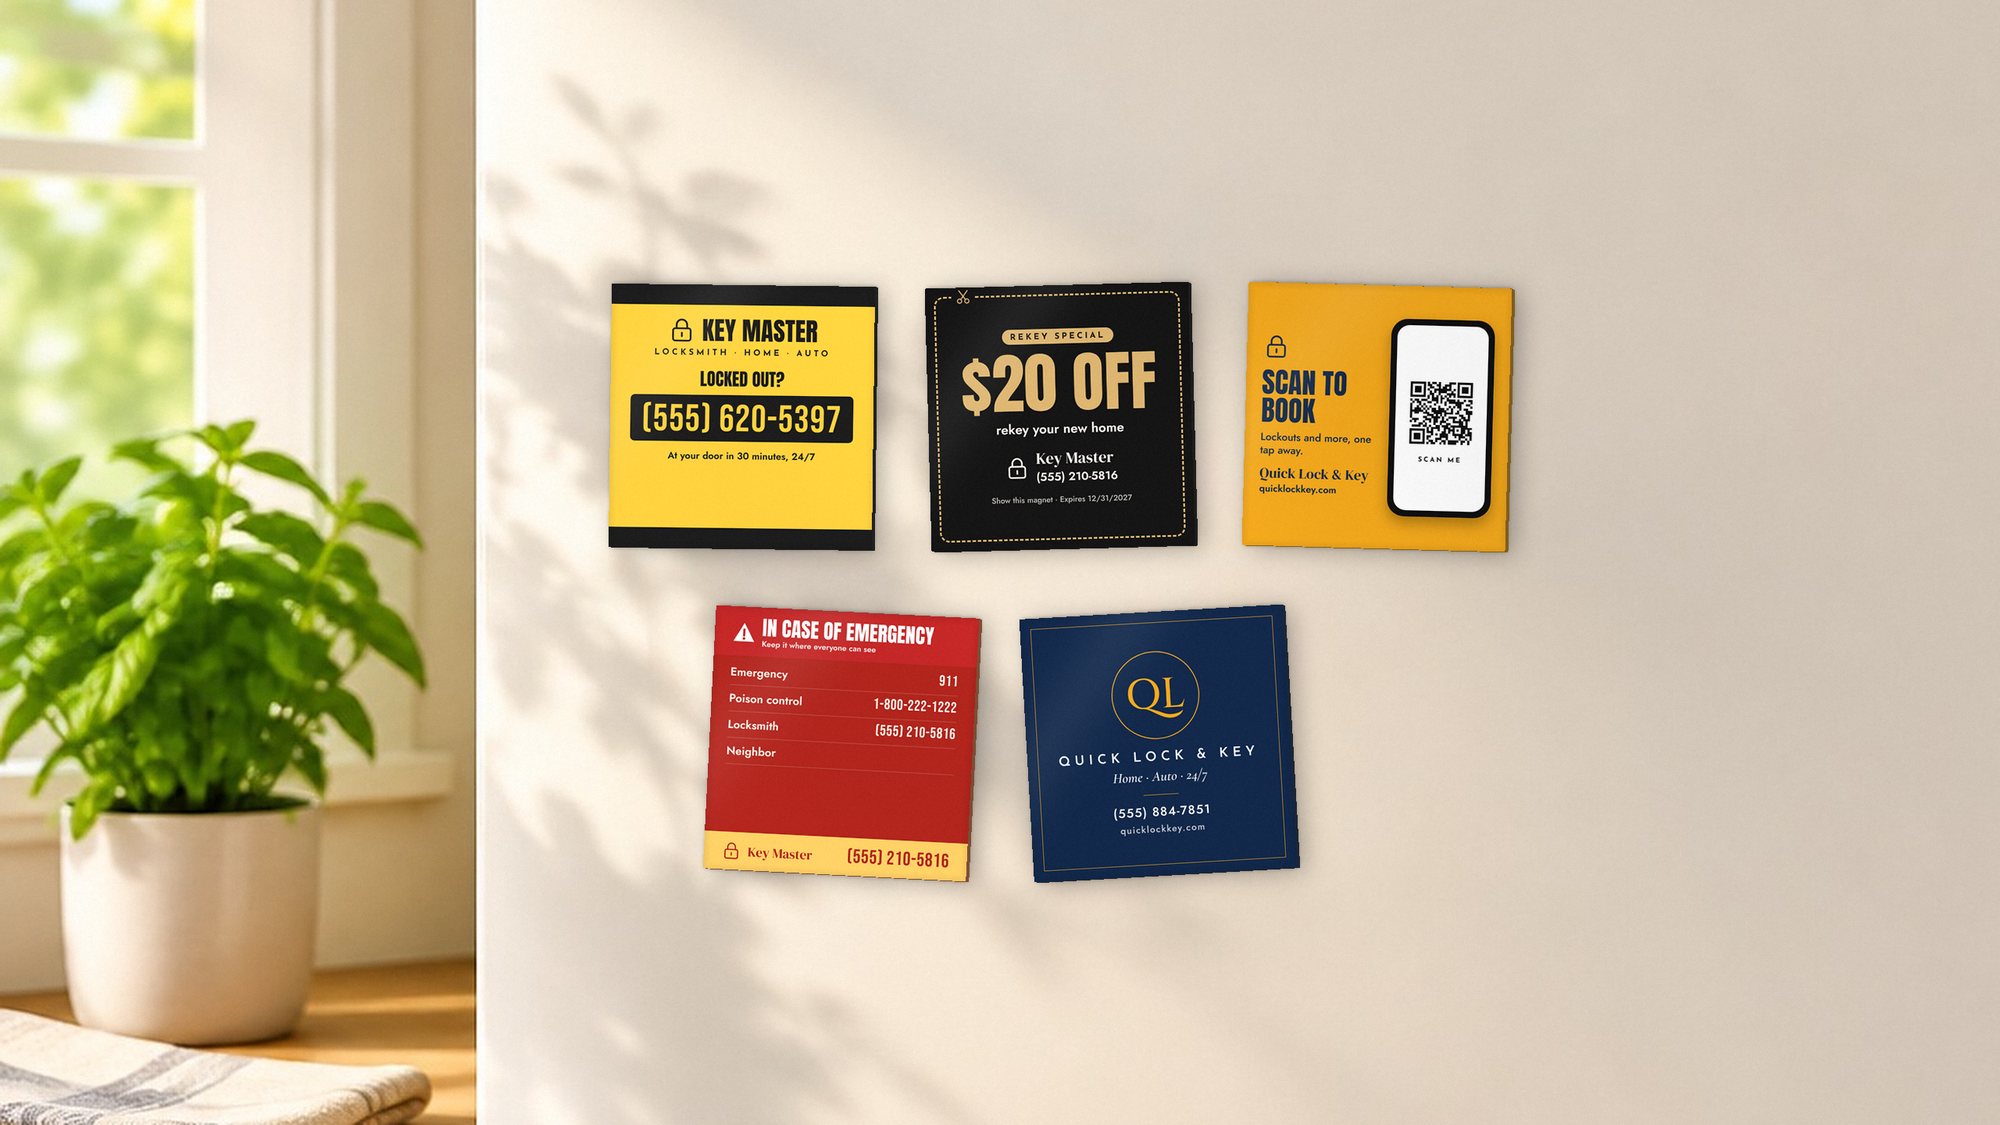 KEY MASTER
LOCKSMITH · HOME · AUTO
LOCKED OUT?
(555) 620-5397
At your door in 30 minutes, 24/7
REKEY SPECIAL
$20 OFF
rekey your new home
Key Master
(555) 210-5816
Show this magnet · Expires 12/31/2027
SCAN TO
BOOK
Lockouts and more, one
tap away.
Quick Lock & Key
quicklockkey.com
SCAN ME
IN CASE OF EMERGENCY
Keep it where everyone can see
Emergency 911
Poison control 1-800-222-1222
Locksmith (555) 210-5816
Neighbor
Key Master (555) 210-5816
QL
QUICK LOCK & KEY
Home · Auto · 24/7
(555) 884-7851
quicklockkey.com